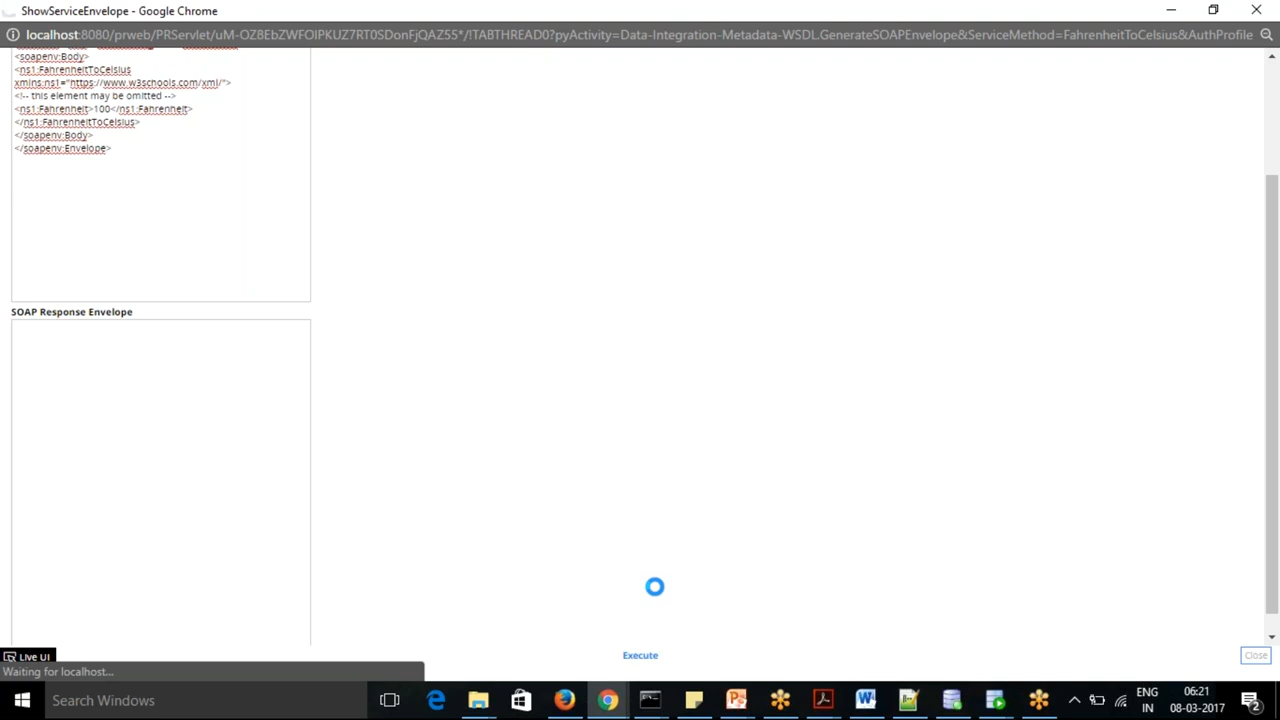 ShowServiceEnvelope - Google Chrome
localhost:8080/prweb/PRServlet/uM-OZ8EbZWFOlPKUZ7RT0SDonFjQAZ55*/!TABTHREAD0?pyActivity=Data-Integration-Metadata-WSDL.GenerateSOAPEnvelope&ServiceMethod=FahrenheitToCelsius&AuthProfile
<soapenv:Body>
<ns1:FahrenheitToCelsius
xmlns:ns1="https://www.w3schools.com/xml/">
<!-- this element may be omitted -->
<ns1:Fahrenheit>100</ns1:Fahrenheit>
</ns1:FahrenheitToCelsius>
</soapenv:Body>
</soapenv:Envelope>
SOAP Response Envelope
Live UI
Execute
Close
Waiting for localhost...
Search Windows
ENG
IN
06:21
08-03-2017
2